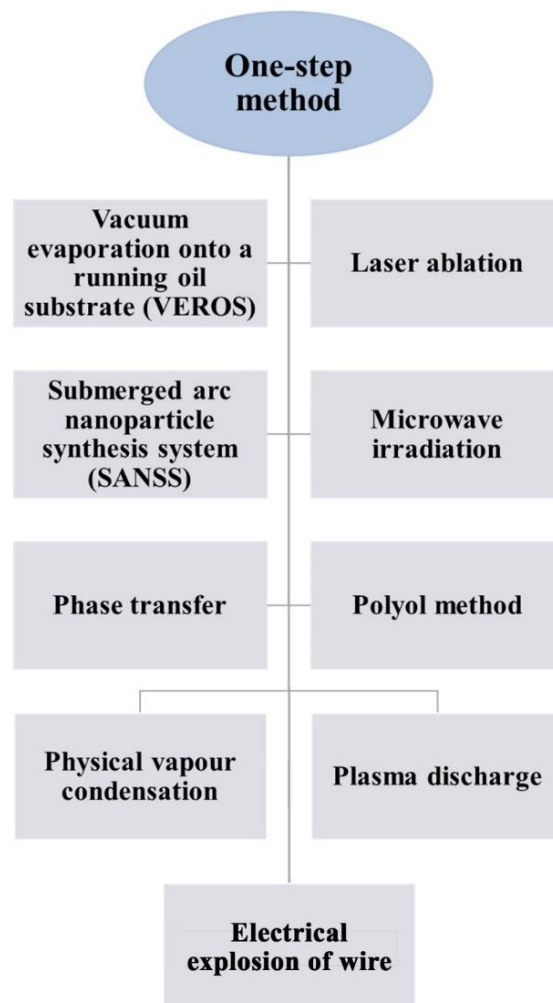 One-step
method
Vacuum
evaporation onto a
running oil
substrate (VEROS)
Laser ablation
Submerged arc
nanoparticle
synthesis system
(SANSS)
Microwave
irradiation
Phase transfer
Polyol method
Physical vapour
condensation
Plasma discharge
Electrical
explosion of wire